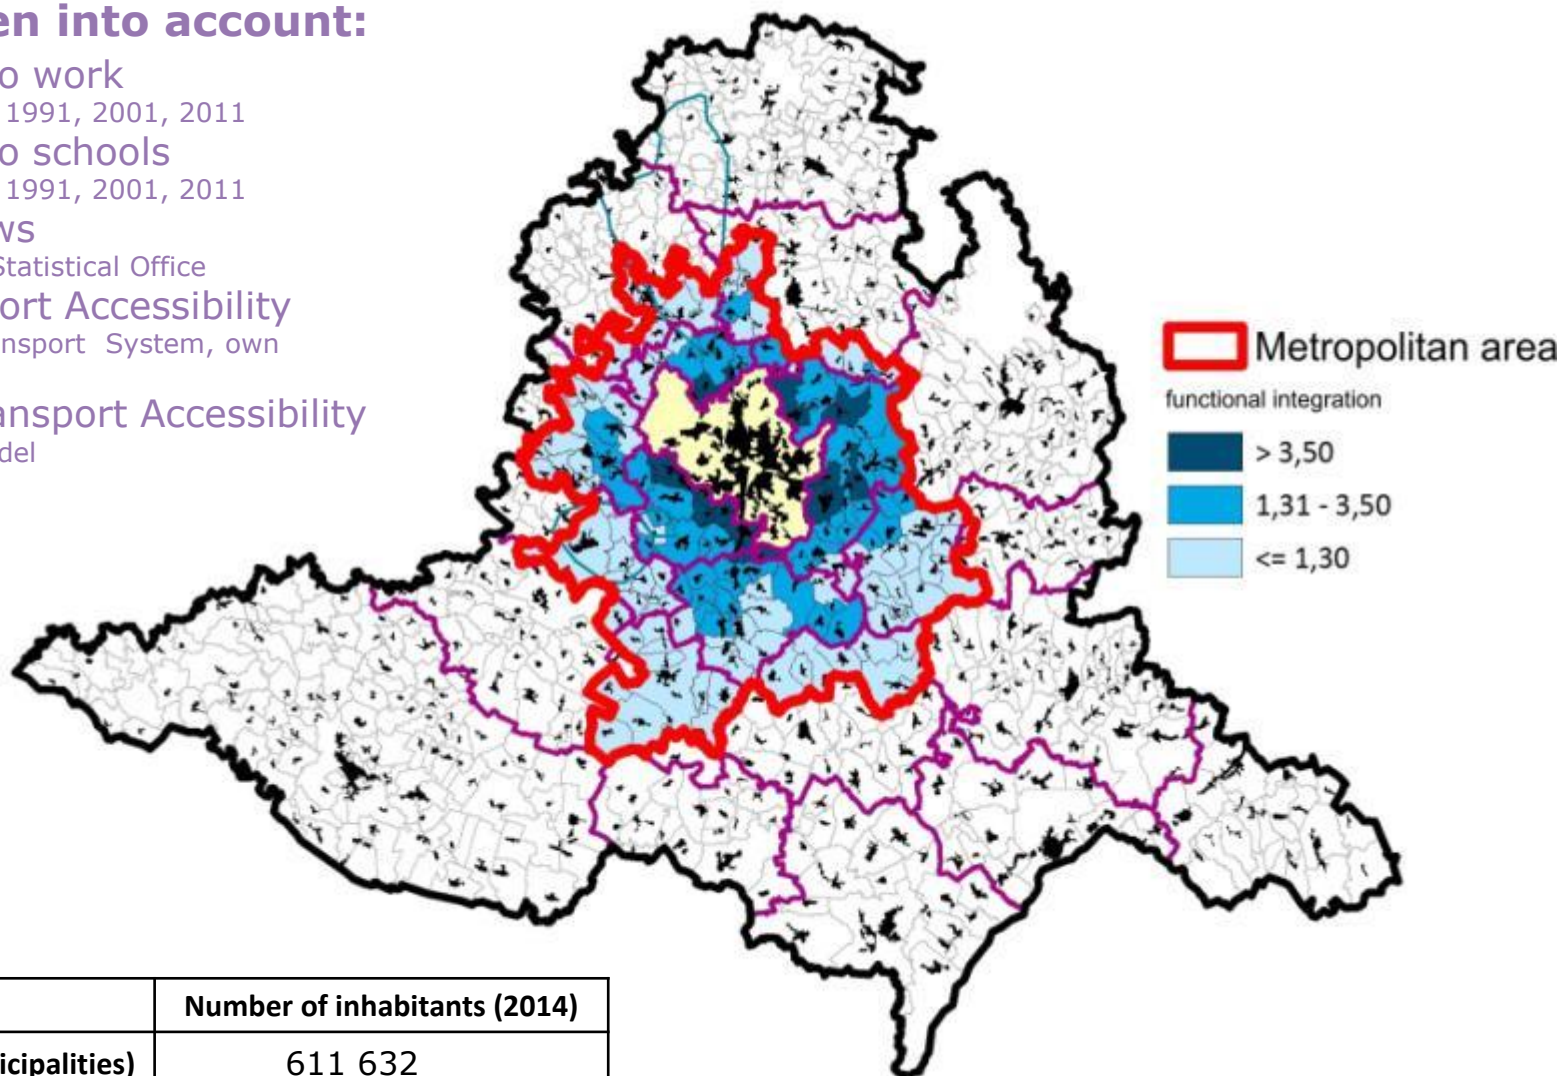 en into account:
o work
1991, 2001, 2011
o schools
1991, 2001, 2011
ws
Statistical Office
ort Accessibility
nsport System, own
ansport Accessibility
del
Metropolitan area
functional integration
> 3,50
1,31 - 3,50
<= 1,30
Number of inhabitants (2014)
icipalities) 611 632